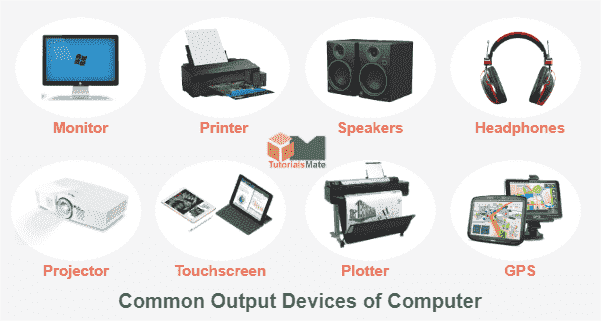 Monitor
Printer
Speakers
Headphones
TutorialsMate
Projector
Touchscreen
Plotter
GPS
Common Output Devices of Computer